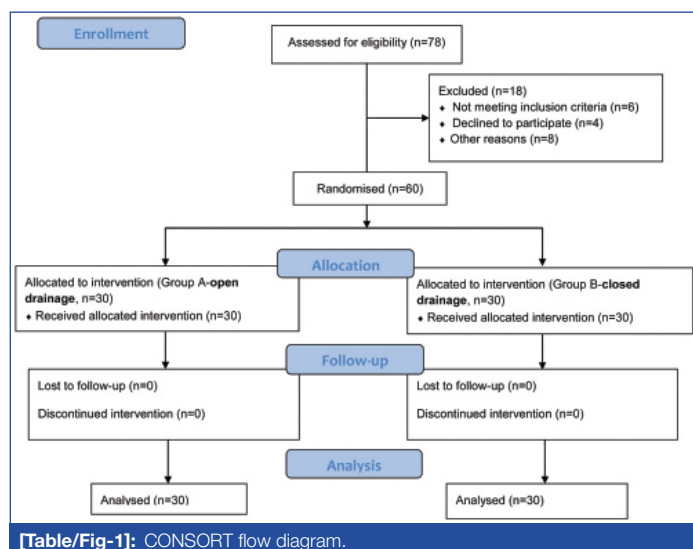 Enrollment
Assessed for eligibility (n=78)
Excluded (n=18)
♦ Not meeting inclusion criteria (n=6)
♦ Declined to participate (n=4)
♦ Other reasons (n=8)
Randomised (n=60)
Allocation
Allocated to intervention (Group A-open
drainage, n=30)
♦ Received allocated intervention (n=30)
Allocated to intervention (Group B-closed
drainage, n=30)
♦ Received allocated intervention (n=30)
Follow-up
Lost to follow-up (n=0)
Discontinued intervention (n=0)
Lost to follow-up (n=0)
Discontinued intervention (n=0)
Analysis
Analysed (n=30)
Analysed (n=30)
[Table/Fig-1]: CONSORT flow diagram.